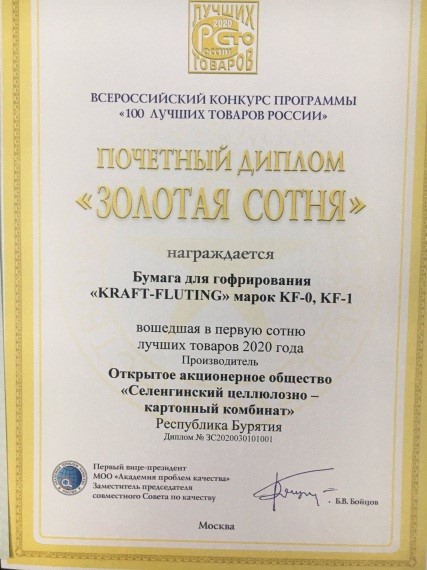 ЛУЧШИХ
2020
СТО
РОССИИ
ТОВАРОВ
ВСЕРОССИЙСКИЙ КОНКУРС ПРОГРАММЫ
«100 ЛУЧШИХ ТОВАРОВ РОССИИ»
ПОЧЕТНЫЙ ДИПЛОМ
«ЗОЛОТАЯ СОТНЯ»
награждается
Бумага для гофрирования
«KRAFT-FLUTING» марок KF-0, KF-1
вошедшая в первую сотню
лучших товаров 2020 года
Производитель
Открытое акционерное общество
«Селенгинский целлюлозно –
картонный комбинат»
Республика Бурятия
Диплом № ЗС2020030101001
Первый вице-президент
МОО «Академия проблем качества»
Заместитель председателя
совместного Совета по качеству
Б.В. Бойцов
Москва